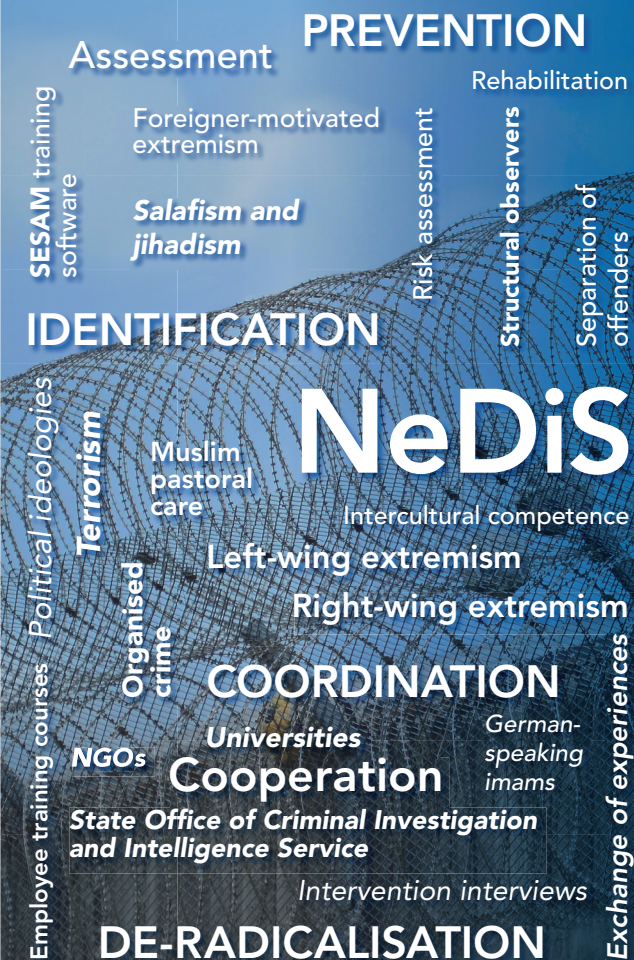 PREVENTION
Assessment
Rehabilitation
SESAM training
software
Foreigner-motivated
extremism
Salafism and
jihadism
Risk assessment
Structural observers
Separation of
offenders
IDENTIFICATION
NeDiS
Political ideologies
Terrorism
Muslim
pastoral
care
Intercultural competence
Left-wing extremism
Right-wing extremism
Organised
crime
COORDINATION
Employee training courses
Universities
NGOs
Cooperation
German-
speaking
imams
Exchange of experiences
State Office of Criminal Investigation
and Intelligence Service
Intervention interviews
DE-RADICALISATION